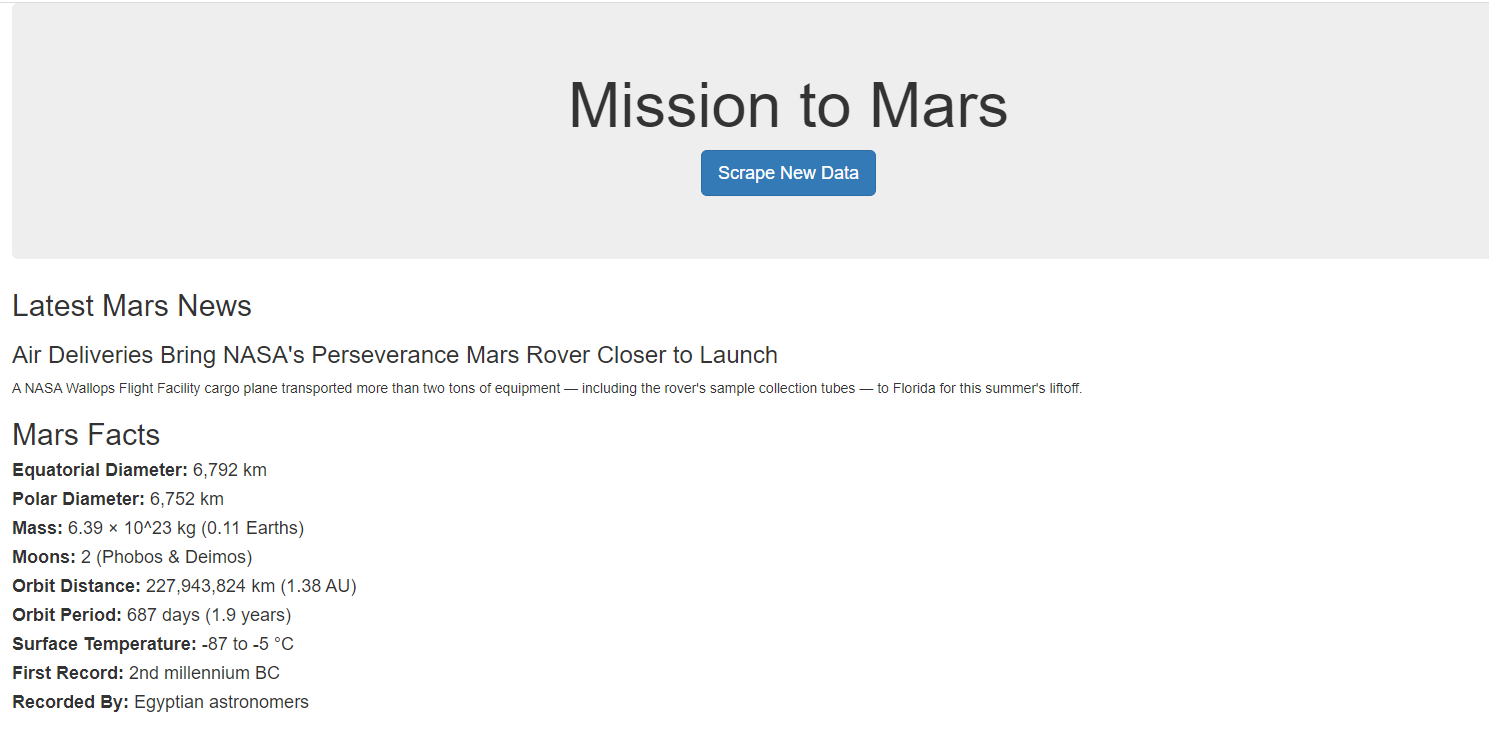 Mission to Mars
Scrape New Data
Latest Mars News
Air Deliveries Bring NASA's Perseverance Mars Rover Closer to Launch
A NASA Wallops Flight Facility cargo plane transported more than two tons of equipment — including the rover's sample collection tubes — to Florida for this summer's liftoff.
Mars Facts
Equatorial Diameter: 6,792 km
Polar Diameter: 6,752 km
Mass: 6.39 × 10^23 kg (0.11 Earths)
Moons: 2 (Phobos & Deimos)
Orbit Distance: 227,943,824 km (1.38 AU)
Orbit Period: 687 days (1.9 years)
Surface Temperature: -87 to -5 °C
First Record: 2nd millennium BC
Recorded By: Egyptian astronomers